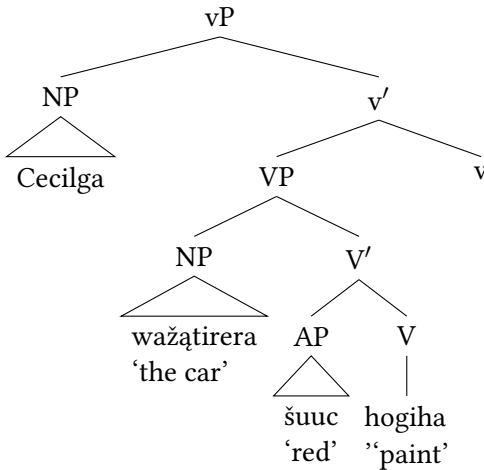 vP
NP v′
Cecilga VP v
NP V′
wažątirera AP V
‘the car’
šuuc hogiha
‘red’ ’‘paint’